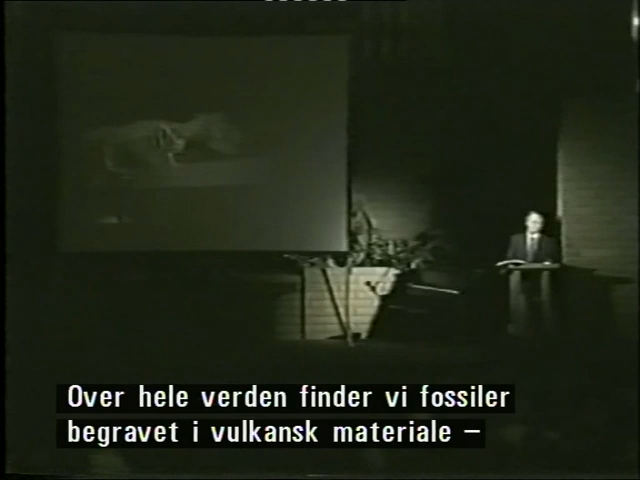 Over hele verden finder vi fossiler
begravet i vulkansk materiale –